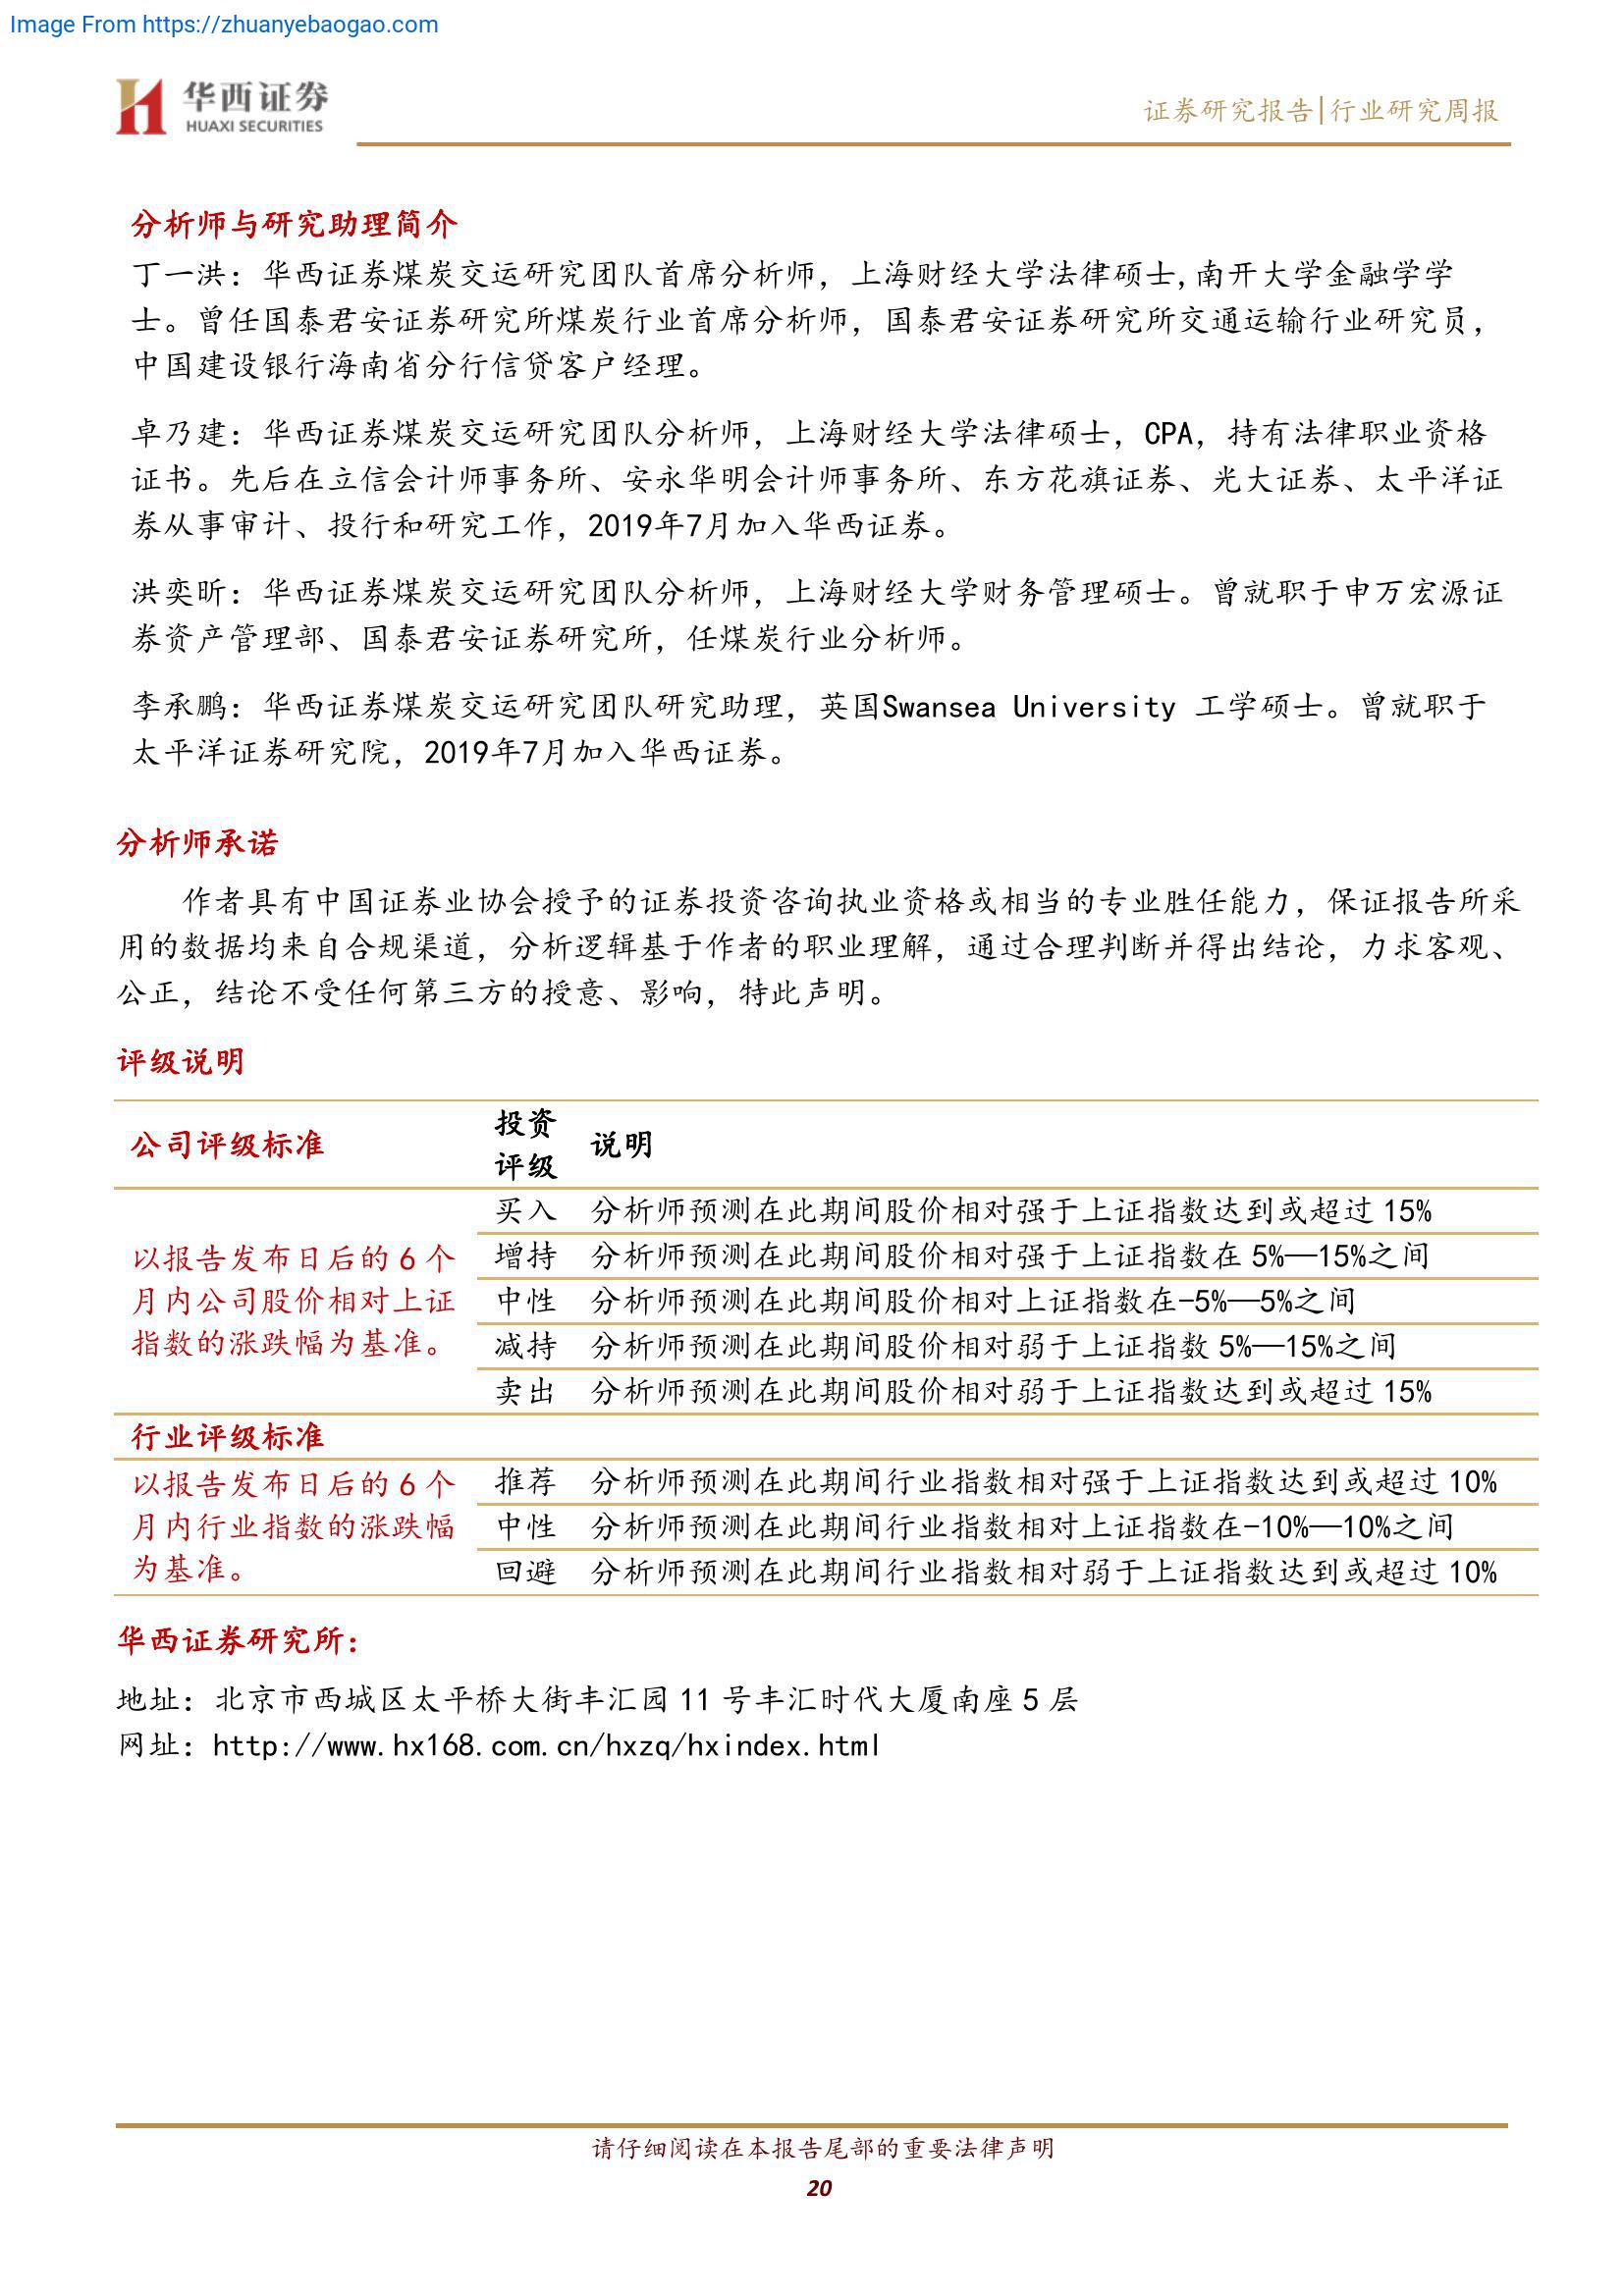 Image From https://zhuanyebaogao.com
华西证券
HUAXI SECURITIES
证券研究报告|行业研究周报
分析师与研究助理简介
丁一洪：华西证券煤炭交运研究团队首席分析师，上海财经大学法律硕士,南开大学金融学学
士。曾任国泰君安证券研究所煤炭行业首席分析师，国泰君安证券研究所交通运输行业研究员，
中国建设银行海南省分行信贷客户经理。
卓乃建：华西证券煤炭交运研究团队分析师，上海财经大学法律硕士，CPA，持有法律职业资格
证书。先后在立信会计师事务所、安永华明会计师事务所、东方花旗证券、光大证券、太平洋证
券从事审计、投行和研究工作，2019年7月加入华西证券。
洪奕昕：华西证券煤炭交运研究团队分析师，上海财经大学财务管理硕士。曾就职于申万宏源证
券资产管理部、国泰君安证券研究所，任煤炭行业分析师。
李承鹏：华西证券煤炭交运研究团队研究助理，英国Swansea University 工学硕士。曾就职于
太平洋证券研究院，2019年7月加入华西证券。
分析师承诺
作者具有中国证券业协会授予的证券投资咨询执业资格或相当的专业胜任能力，保证报告所采
用的数据均来自合规渠道，分析逻辑基于作者的职业理解，通过合理判断并得出结论，力求客观、
公正，结论不受任何第三方的授意、影响，特此声明。
评级说明
公司评级标准
投资
评级
说明
以报告发布日后的 6 个
月内公司股价相对上证
指数的涨跌幅为基准。
买入 分析师预测在此期间股价相对强于上证指数达到或超过 15%
增持 分析师预测在此期间股价相对强于上证指数在 5%—15%之间
中性 分析师预测在此期间股价相对上证指数在-5%—5%之间
减持 分析师预测在此期间股价相对弱于上证指数 5%—15%之间
卖出 分析师预测在此期间股价相对弱于上证指数达到或超过 15%
行业评级标准
以报告发布日后的 6 个
月内行业指数的涨跌幅
为基准。
推荐 分析师预测在此期间行业指数相对强于上证指数达到或超过 10%
中性 分析师预测在此期间行业指数相对上证指数在-10%—10%之间
回避 分析师预测在此期间行业指数相对弱于上证指数达到或超过 10%
华西证券研究所：
地址：北京市西城区太平桥大街丰汇园 11 号丰汇时代大厦南座 5 层
网址：http://www.hx168.com.cn/hxzq/hxindex.html
请仔细阅读在本报告尾部的重要法律声明
20